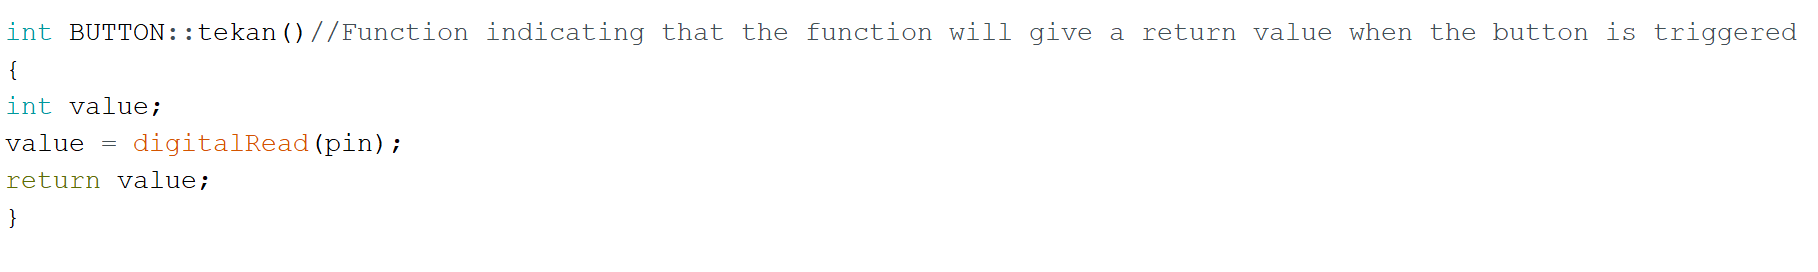 int BUTTON::tekan()//Function indicating that the function will give a return value when the button is triggered
{
int value;
value = digitalRead(pin);
return value;
}